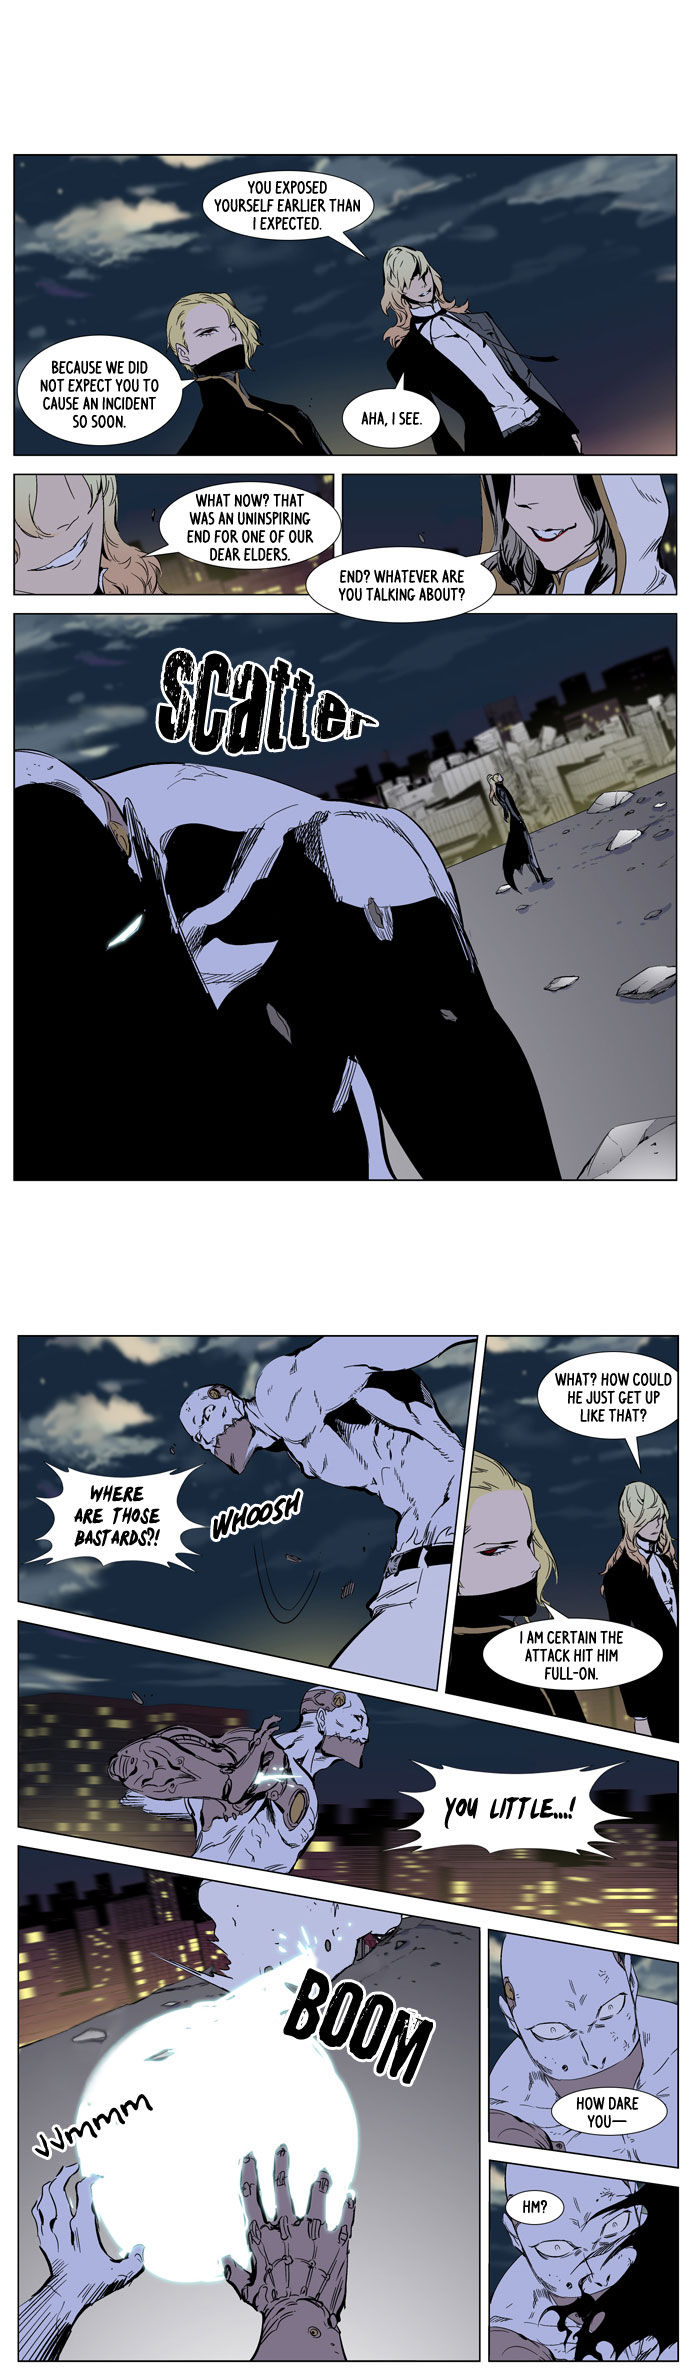 YOU EXPOSED
YOURSELF EARLIER THAN
I EXPECTED.
BECAUSE WE DID
NOT EXPECT YOU TO
CAUSE AN INCIDENT
SO SOON.
AHA, I SEE.
WHAT NOW? THAT
WAS AN UNINSPIRING
END FOR ONE OF OUR
DEAR ELDERS.
END? WHATEVER ARE
YOU TALKING ABOUT?
SCatter
WHERE
ARE THOSE
BASTARDS?!
WHOOSH
WHAT? HOW COULD
HE JUST GET UP
LIKE THAT?
I AM CERTAIN THE
ATTACK HIT HIM
FULL-ON.
YOU LITTLE...!
BOOM
JJMMM
HOW DARE
YOU—
HM?